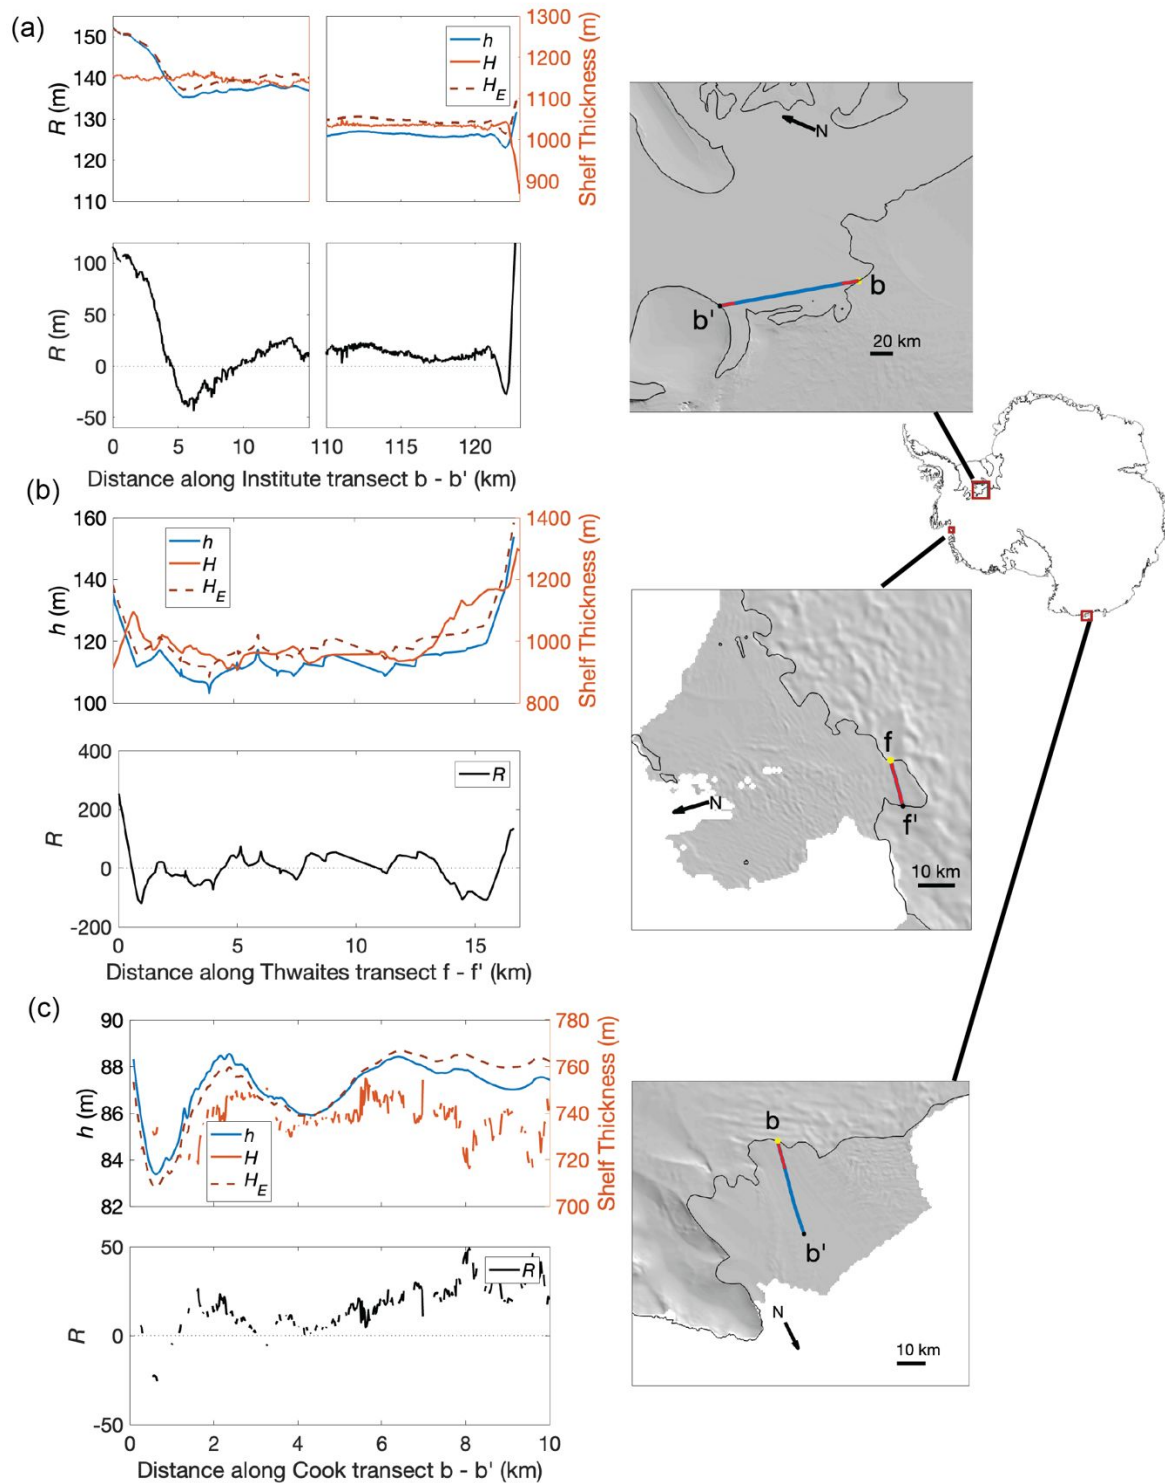 (a)
150
140
130
120
110
R (m)
h
H
H_E
1300
1200
1100
1000
900
Shelf Thickness (m)
100
50
0
-50
R (m)
0
5
10
110
115
120
Distance along Institute transect b - b' (km)
N
b
b'
20 km
(b)
160
140
120
100
h (m)
h
H
H_E
1400
1200
1000
800
Shelf Thickness (m)
400
200
0
-200
R
R
0
5
10
15
Distance along Thwaites transect f - f' (km)
f
N
f'
10 km
(c)
90
88
86
84
82
h (m)
h
H
H_E
780
760
740
720
700
Shelf Thickness (m)
50
0
-50
R
R
0
2
4
6
8
10
Distance along Cook transect b - b' (km)
b
b'
N
10 km